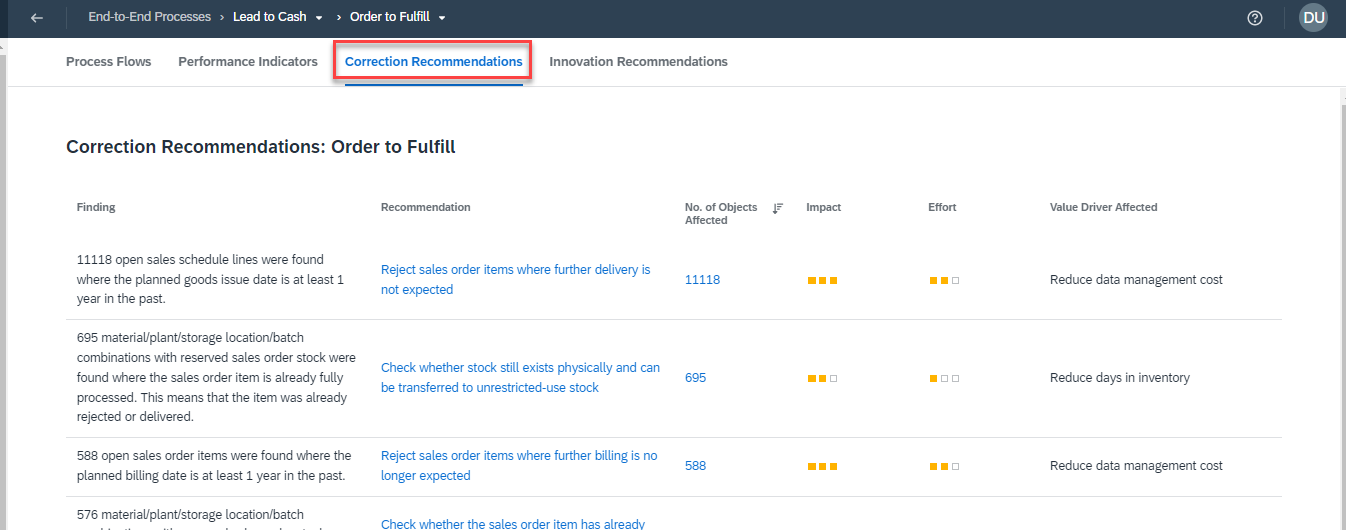 End-to-End Processes › Lead to Cash › Order to Fulfill
DU
Process Flows Performance Indicators Correction Recommendations Innovation Recommendations
Correction Recommendations: Order to Fulfill
Finding Recommendation No. of Objects Affected Impact Effort Value Driver Affected
11118 open sales schedule lines were found
where the planned goods issue date is at least 1
year in the past.
Reject sales order items where further delivery is
not expected
11118
Reduce data management cost
695 material/plant/storage location/batch
combinations with reserved sales order stock were
found where the sales order item is already fully
processed. This means that the item was already
rejected or delivered.
Check whether stock still exists physically and can
be transferred to unrestricted-use stock
695
Reduce days in inventory
588 open sales order items were found where the
planned billing date is at least 1 year in the past.
Reject sales order items where further billing is no
longer expected
588
Reduce data management cost
576 material/plant/storage location/batch
Check whether the sales order item has already